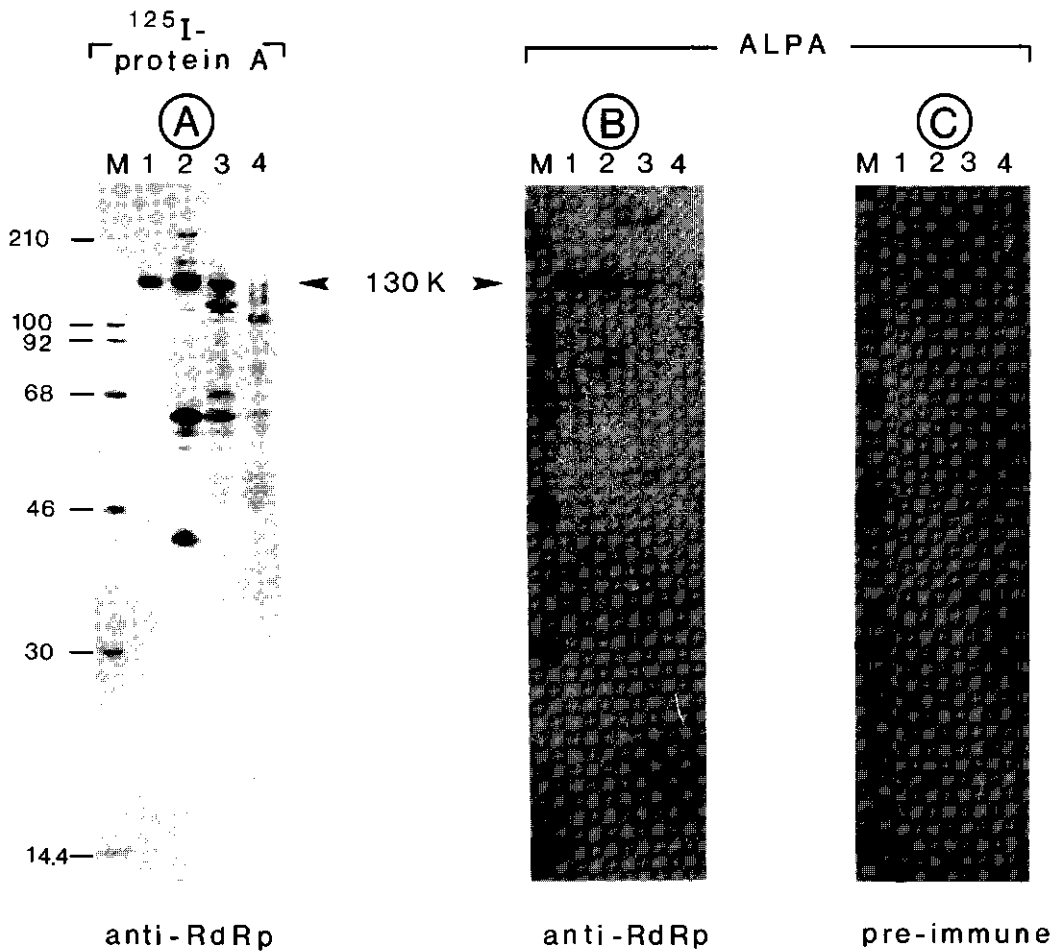 125I-
protein A
ALPA
A
B
C
M 1 2 3 4
M 1 2 3 4
M 1 2 3 4
210
130 K
100
92
68
46
30
14.4
anti-RdRp
anti-RdRp
pre-immune